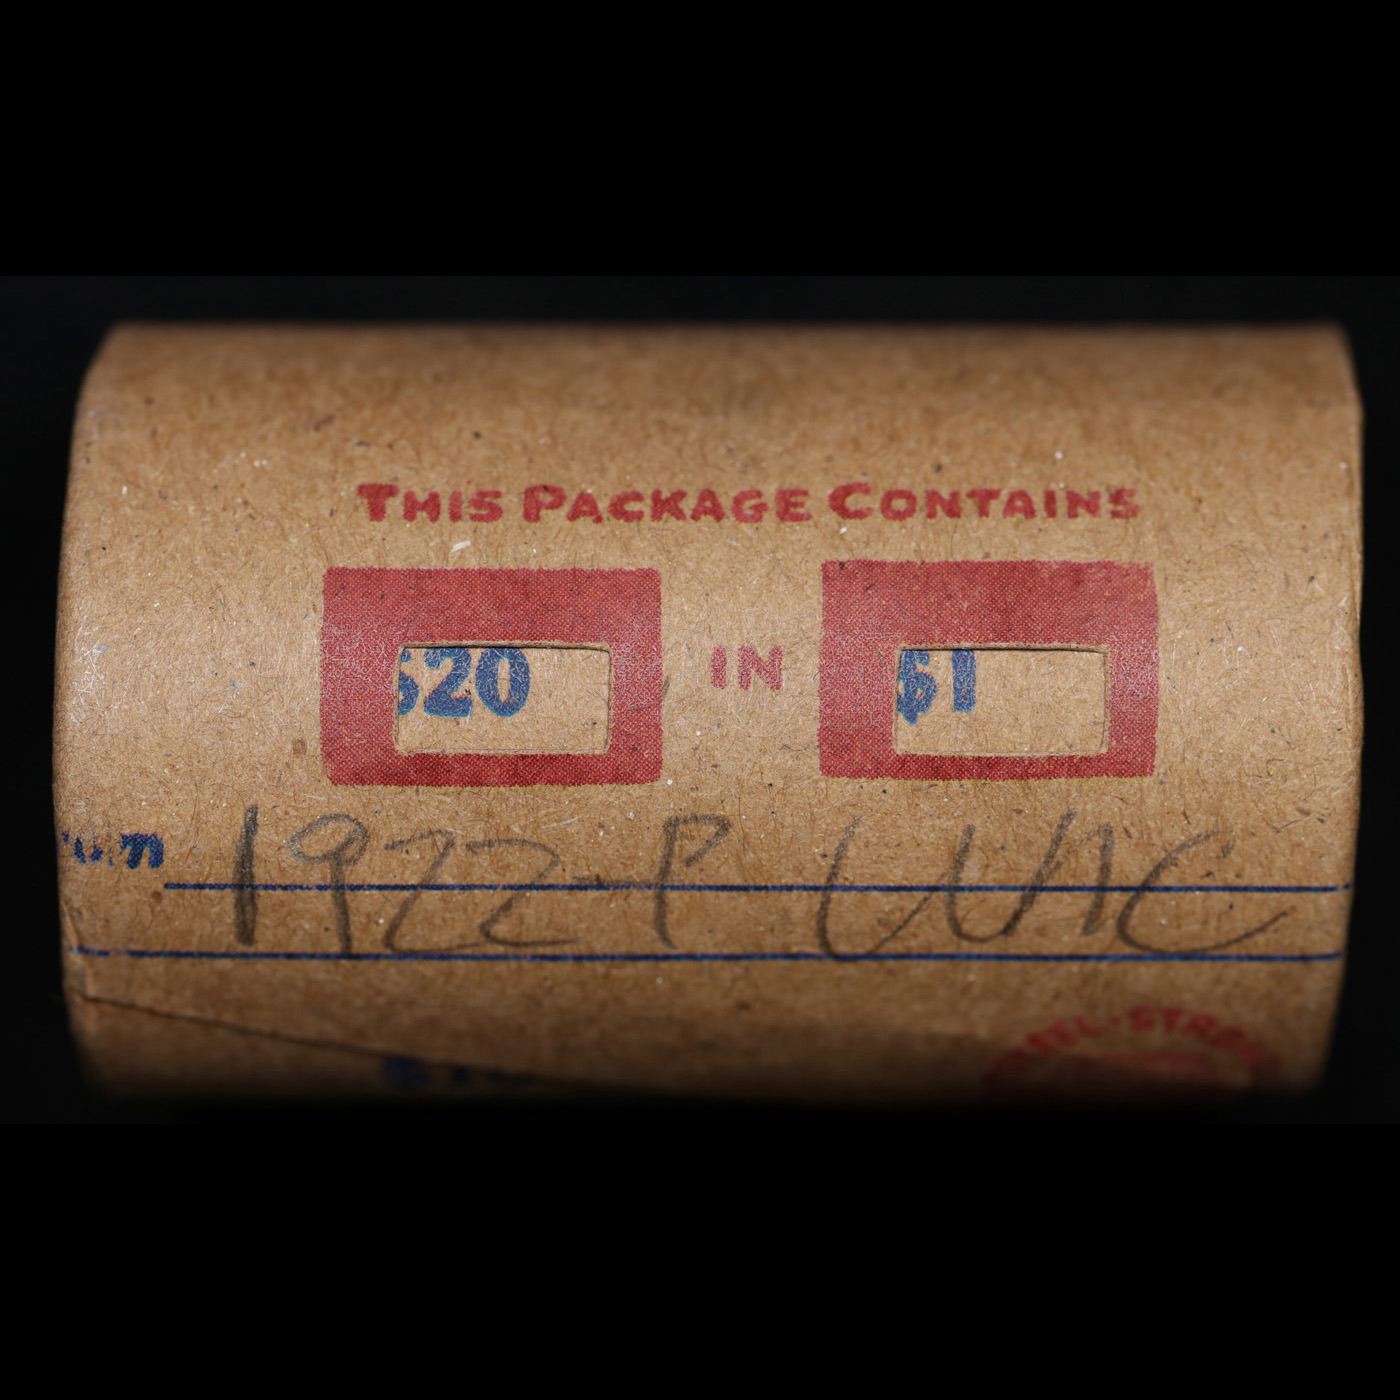 THIS PACKAGE CONTAINS
$20 IN $1
1922-P UNC